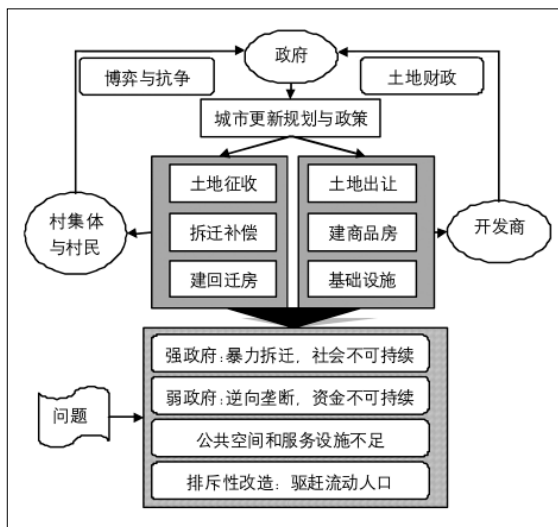 政府
博弈与抗争
土地财政
城市更新规划与政策
土地征收
土地出让
村集体
与村民
拆迁补偿
建商品房
开发商
建回迁房
基础设施
强政府:暴力拆迁，社会不可持续
弱政府:逆向垄断，资金不可持续
问题
公共空间和服务设施不足
排斥性改造：驱赶流动人口